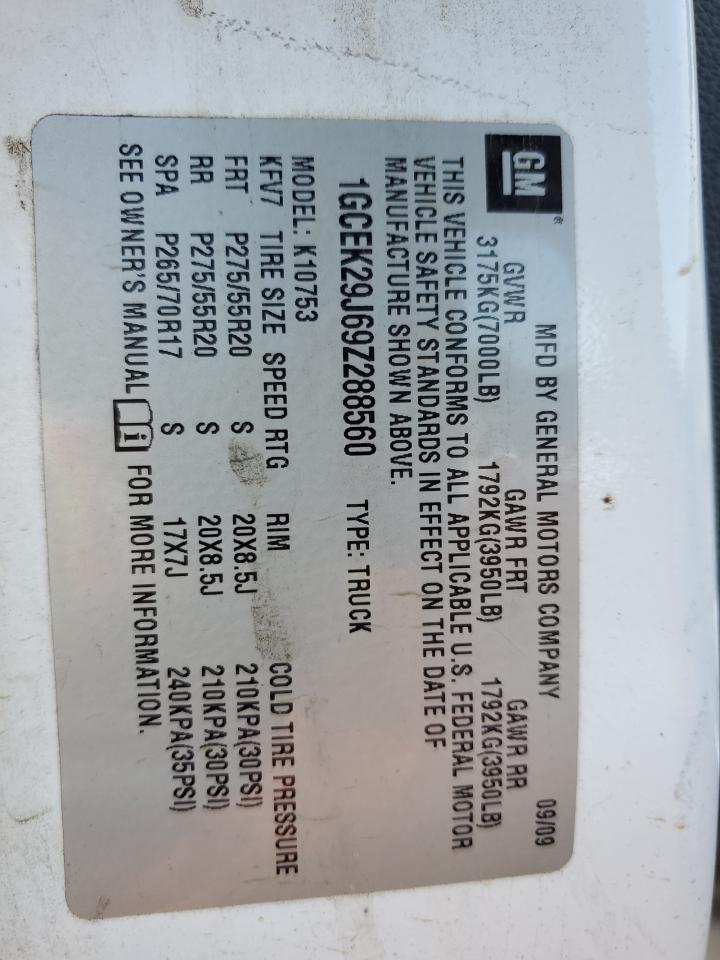 GM®
MFD BY GENERAL MOTORS COMPANY 09/09
GVWR GAWR FRT GAWR RR
3175KG(7000LB) 1792KG(3950LB) 1792KG(3950LB)
THIS VEHICLE CONFORMS TO ALL APPLICABLE U.S. FEDERAL MOTOR
VEHICLE SAFETY STANDARDS IN EFFECT ON THE DATE OF
MANUFACTURE SHOWN ABOVE.
1GCEK29J69Z288560 TYPE: TRUCK
MODEL: K10753
KFV7 TIRE SIZE SPEED RTG RIM COLD TIRE PRESSURE
FRT P275/55R20 S 20X8.5J 210KPA(30PSI)
RR P275/55R20 S 20X8.5J 210KPA(30PSI)
SPA P265/70R17 S 17X7J 240KPA(35PSI)
SEE OWNER'S MANUAL i FOR MORE INFORMATION.